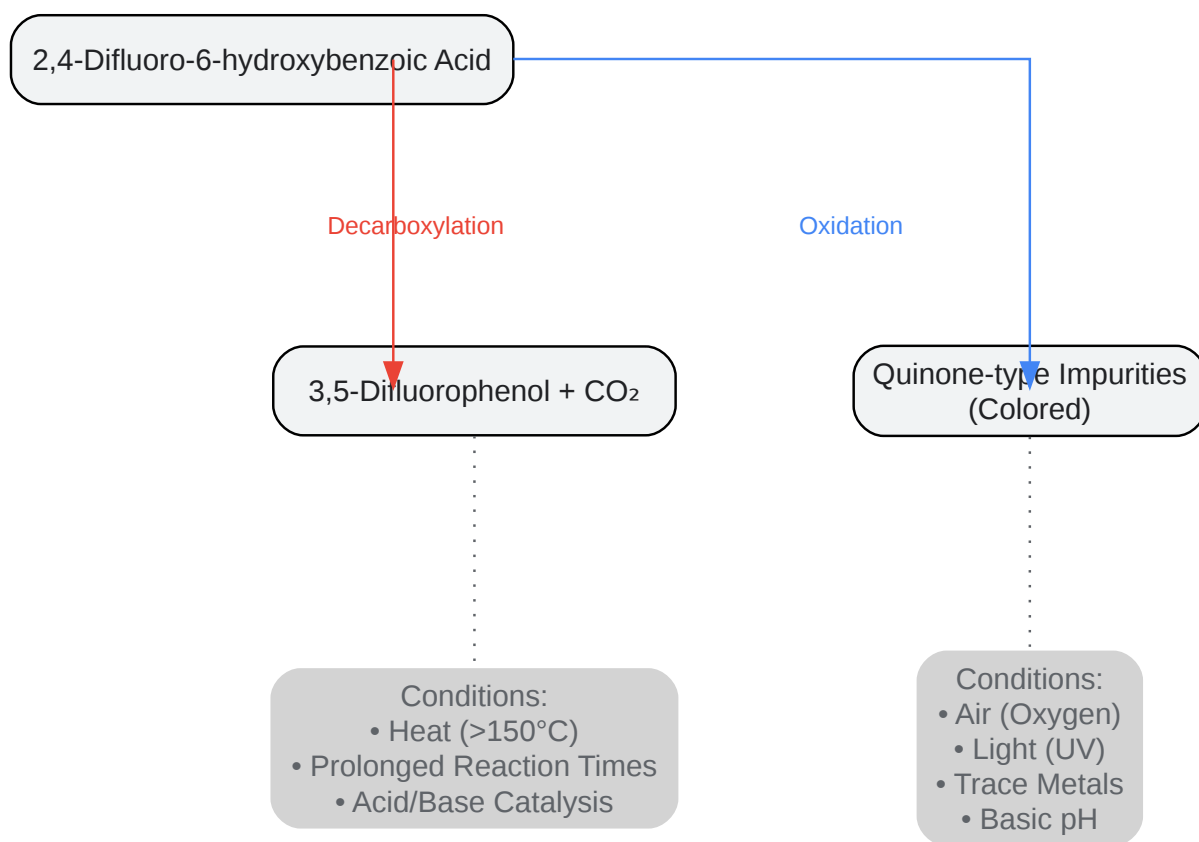 2,4-Difluoro-6-hydroxybenzoic Acid
Decarboxylation
Oxidation
3,5-Difluorophenol + CO₂
Quinone-type Impurities
(Colored)
Conditions:
• Heat (>150°C)
• Prolonged Reaction Times
• Acid/Base Catalysis
Conditions:
• Air (Oxygen)
• Light (UV)
• Trace Metals
• Basic pH